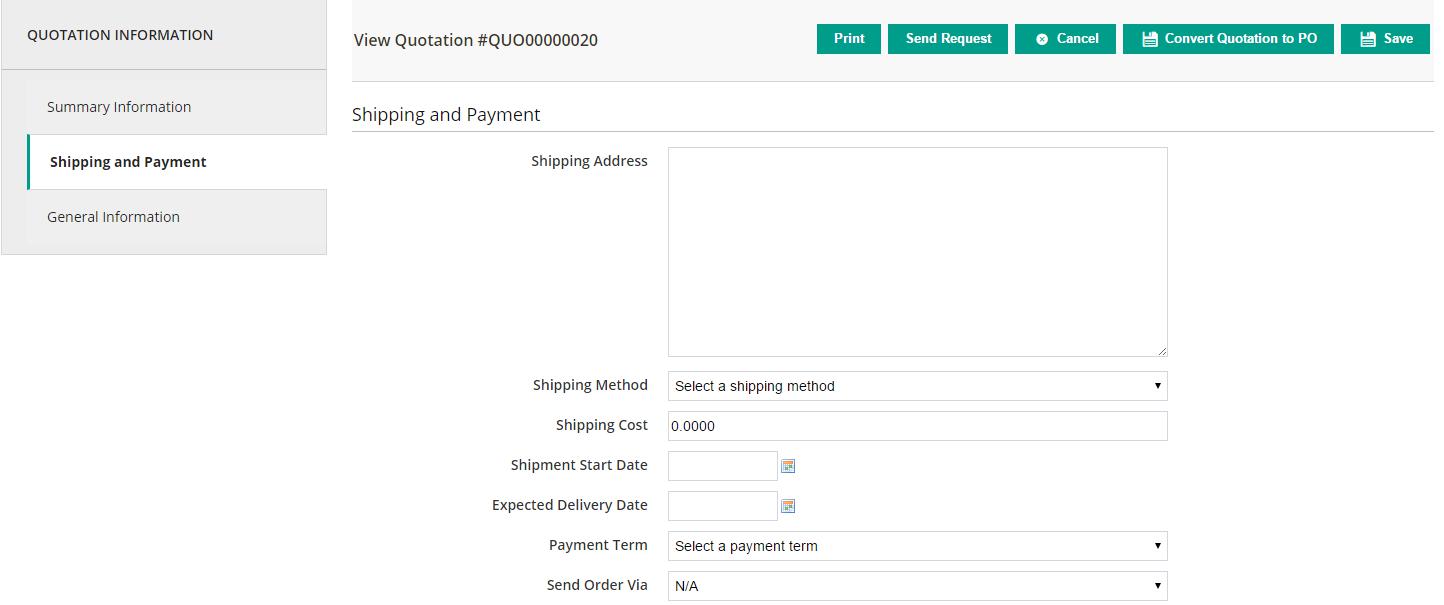 QUOTATION INFORMATION
Summary Information
Shipping and Payment
General Information
View Quotation #QUO00000020
Print Send Request Cancel Convert Quotation to PO Save
Shipping and Payment
Shipping Address
Shipping Method Select a shipping method
Shipping Cost 0.0000
Shipment Start Date
Expected Delivery Date
Payment Term Select a payment term
Send Order Via N/A